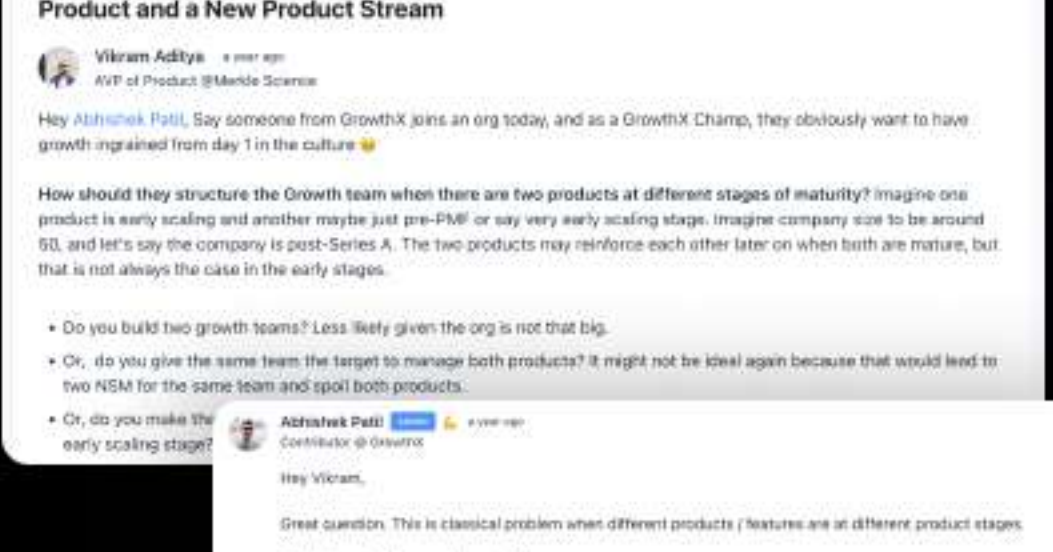 Product and a New Product Stream
Vikram Aditya a year ago
AVP of Product @Merkle Science
Hey Abhishek Patil, Say someone from GrowthX joins an org today, and as a GrowthX Champ, they obviously want to have
growth ingrained from day 1 in the culture
How should they structure the Growth team when there are two products at different stages of maturity? Imagine one
product is early scaling and another maybe just pre-PMF or say very early scaling stage. Imagine company size to be around
50, and let's say the company is post-Series A. The two products may reinforce each other later on when both are mature, but
that is not always the case in the early stages.
• Do you build two growth teams? Less likely given the org is not that big.
• Or, do you give the same team the target to manage both products? It might not be ideal again because that would lead to
two NSM for the same team and spoil both products.
• Or, do you make the
early scaling stage?
Abhishek Patil a year ago
Contributor @ GrowthX
Hey Vikram,
Great question. This is classical problem when different products / features are at different product stages.